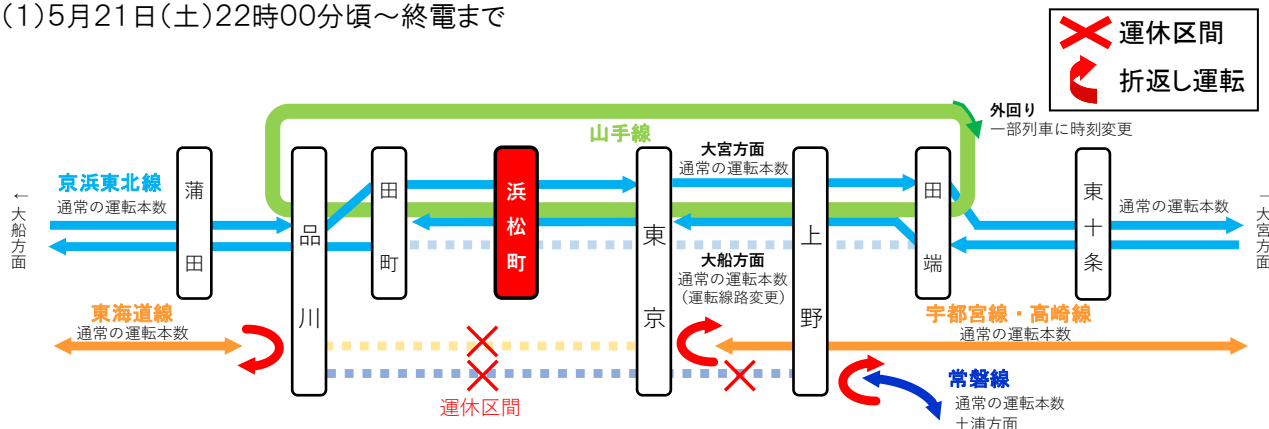 (1)5月21日(土)22時00分頃～終電まで
運休区間
折返し運転
外回り
一部列車に時刻変更
山手線
大宮方面
通常の運転本数
京浜東北線
通常の運転本数
←大船方面
蒲田
品川
田町
浜松町
東京
上野
田端
東十条
通常の運転本数
大宮方面
大船方面
通常の運転本数
(運転線路変更)
東海道線
通常の運転本数
宇都宮線・高崎線
通常の運転本数
運休区間
常磐線
通常の運転本数
土浦方面